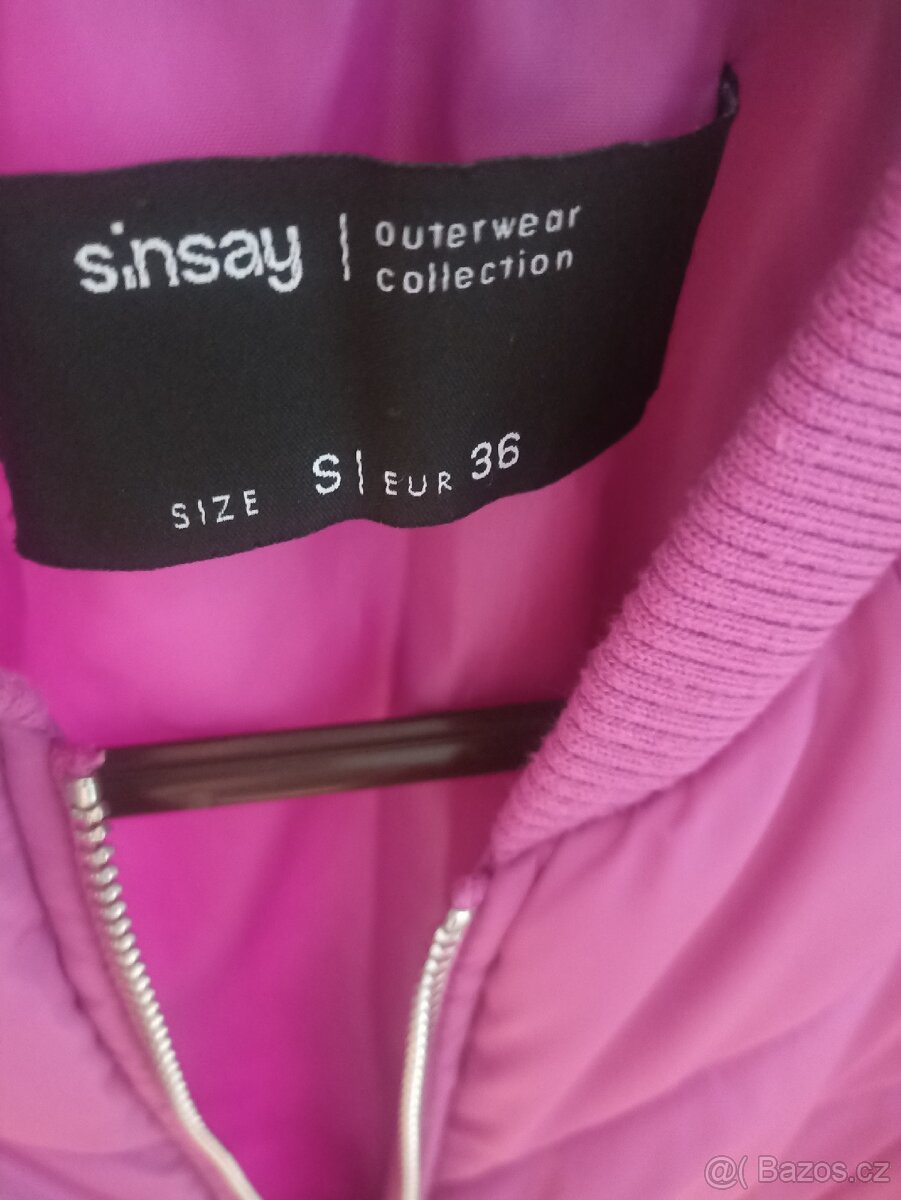 sinsay | outerwear
collection
SIZE S | EUR 36
@( Bazos.cz